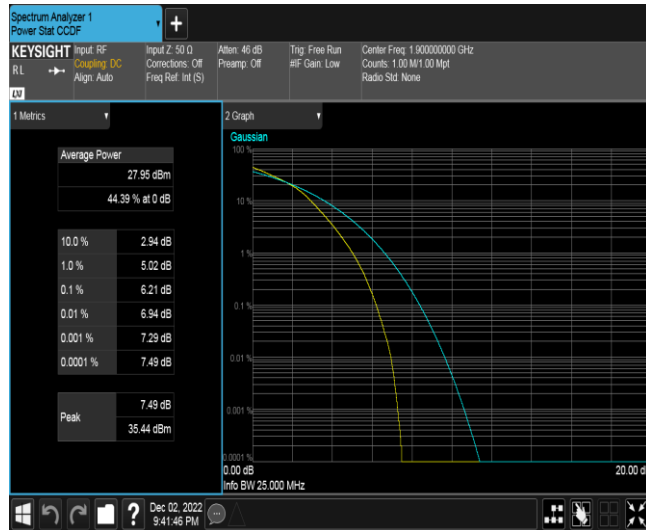 Spectrum Analyzer 1
Power Stat CCDF
+
KEYSIGHT
RL
LXI
Input: RF
Coupling: DC
Align: Auto
Input Z: 50 Ω
Corrections: Off
Freq Ref: Int (S)
Atten: 46 dB
Preamp: Off
Trig: Free Run
#IF Gain: Low
Center Freq: 1.900000000 GHz
Counts: 1.00 M/1.00 Mpt
Radio Std: None
1 Metrics
Average Power
27.95 dBm
44.39 % at 0 dB
10.0 % 2.94 dB
1.0 % 5.02 dB
0.1 % 6.21 dB
0.01 % 6.94 dB
0.001 % 7.29 dB
0.0001 % 7.49 dB
Peak
7.49 dB
35.44 dBm
2 Graph
Gaussian
100 %
10 %
1 %
0.1 %
0.01 %
0.001 %
0.0001 %
0.00 dB
20.00 d
Info BW 25.000 MHz
?
Dec 02, 2022
9:41:46 PM